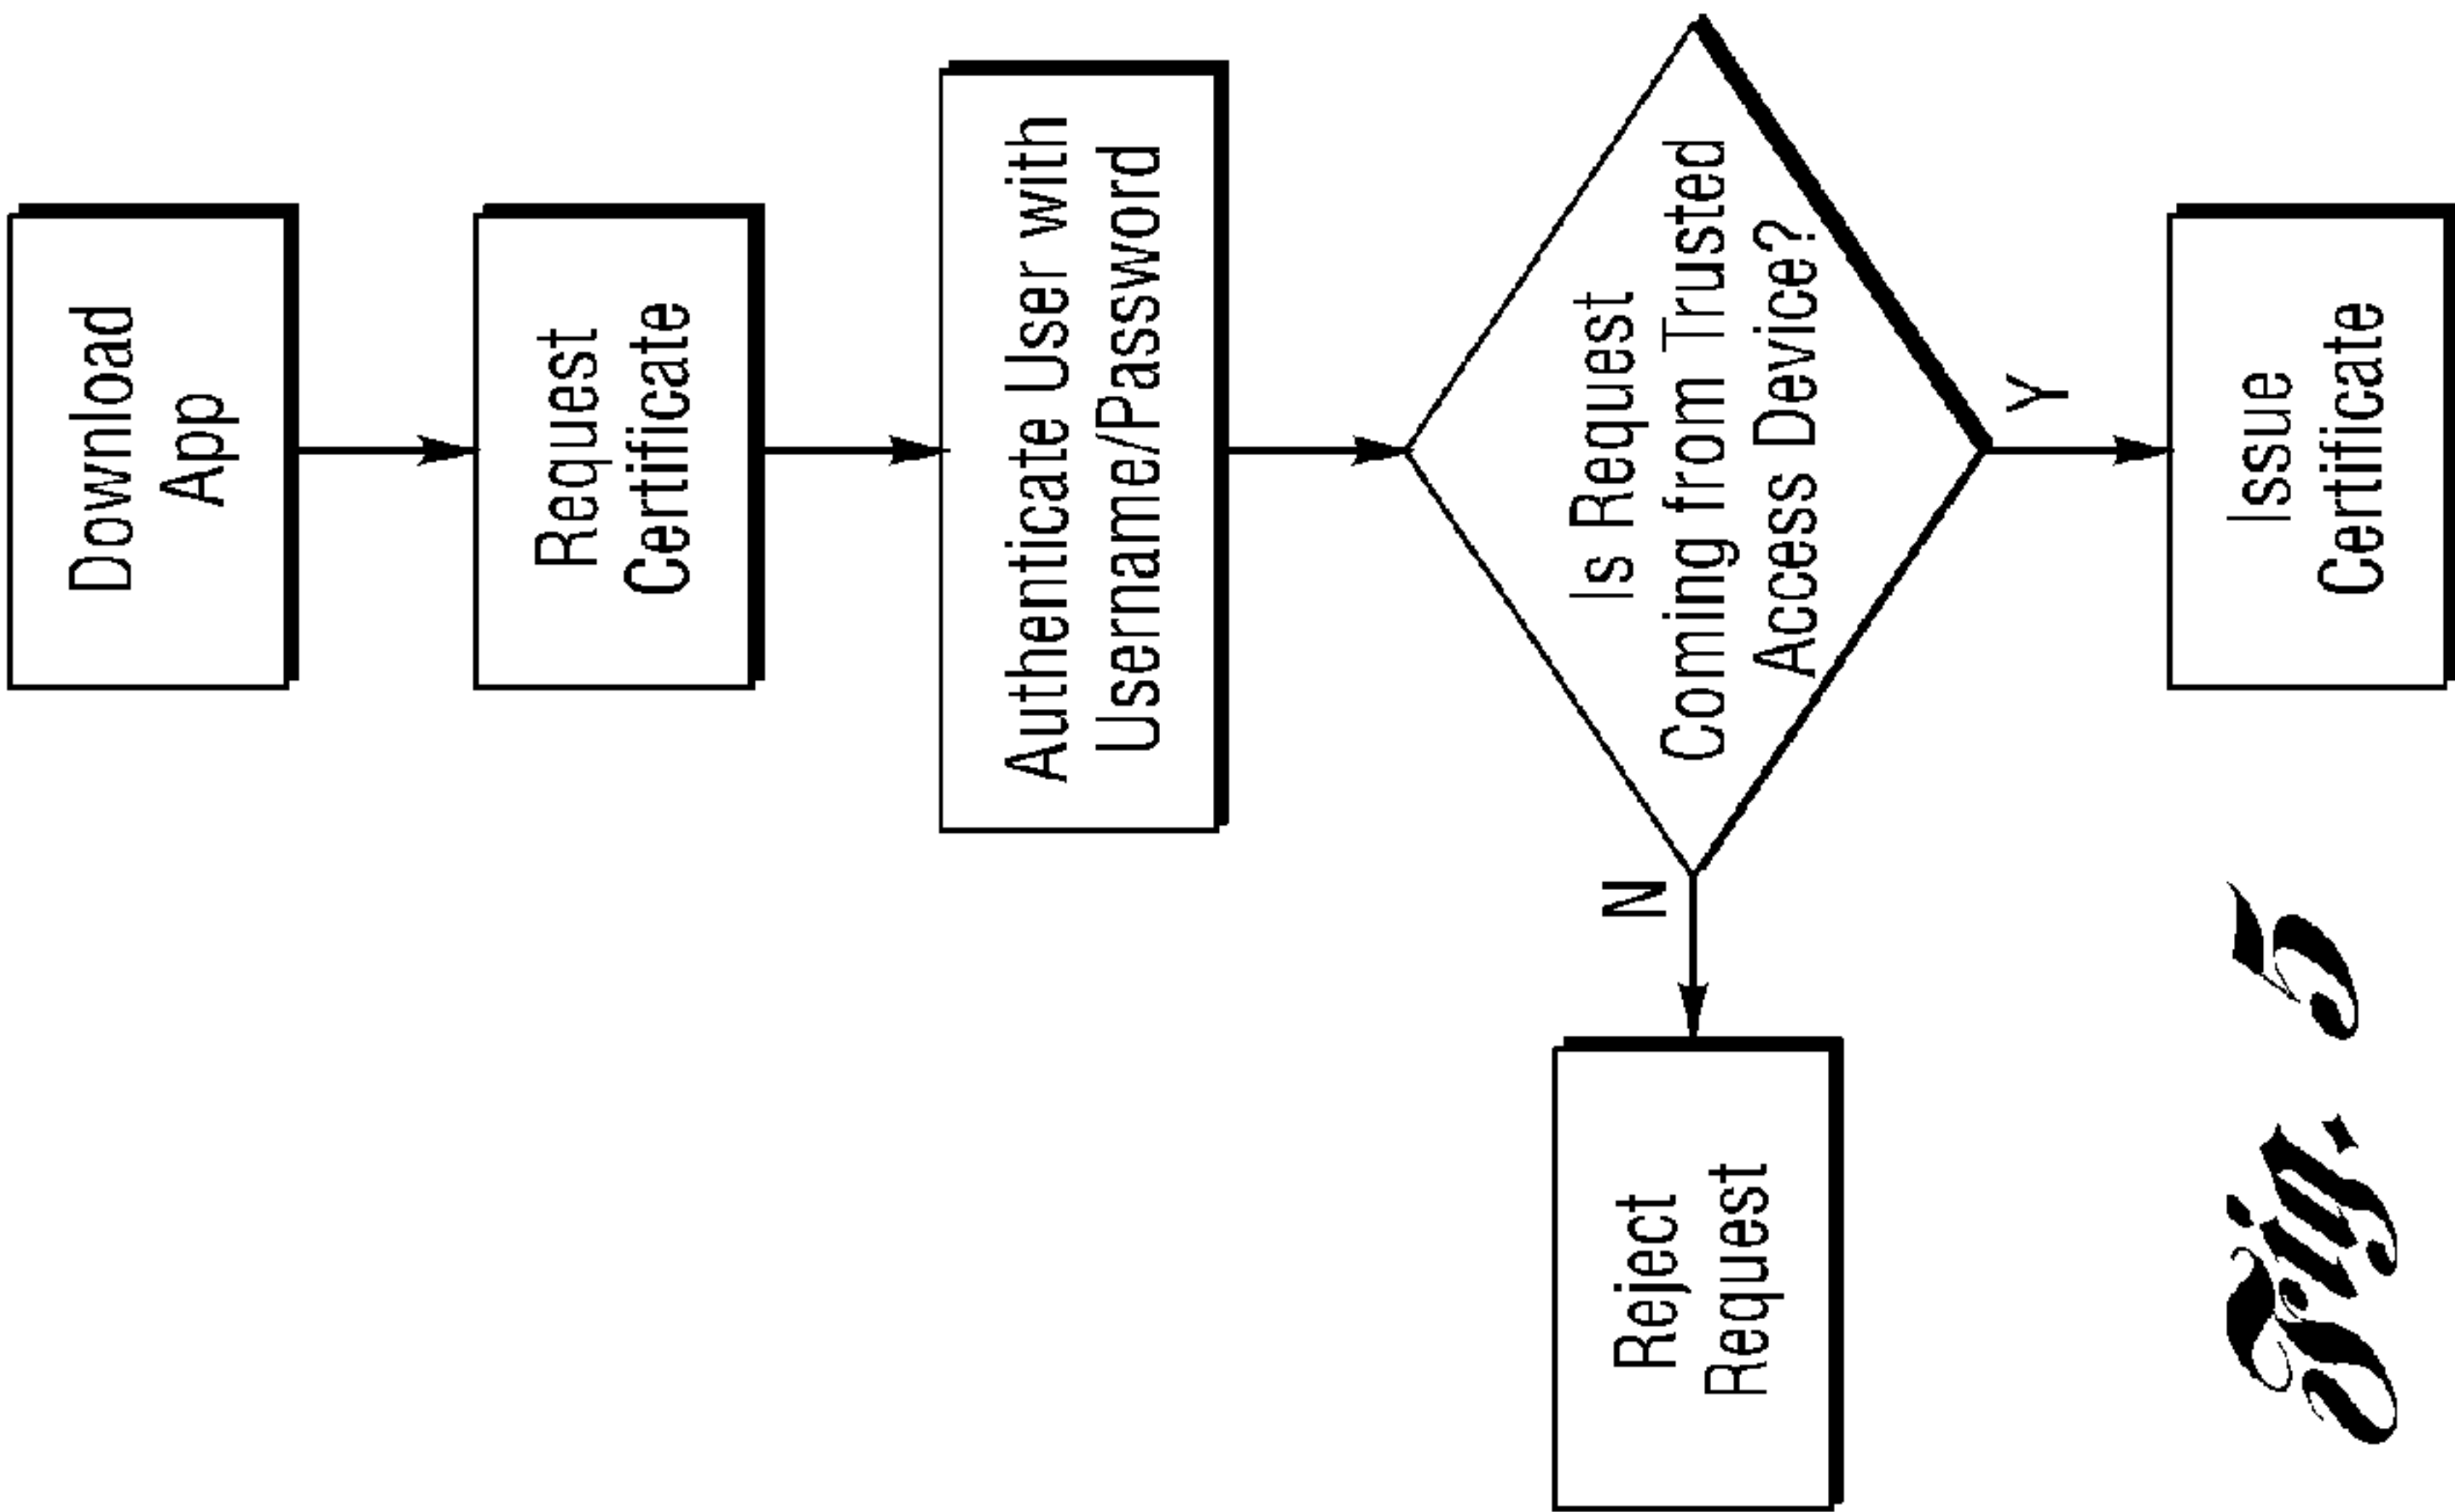 Download
App
Request
Certificate
Authenticate User with
Username/Password
Is Request
Coming from Trusted
Access Device?
N
Y
Reject
Request
Issue
Certificate
Fig. 5